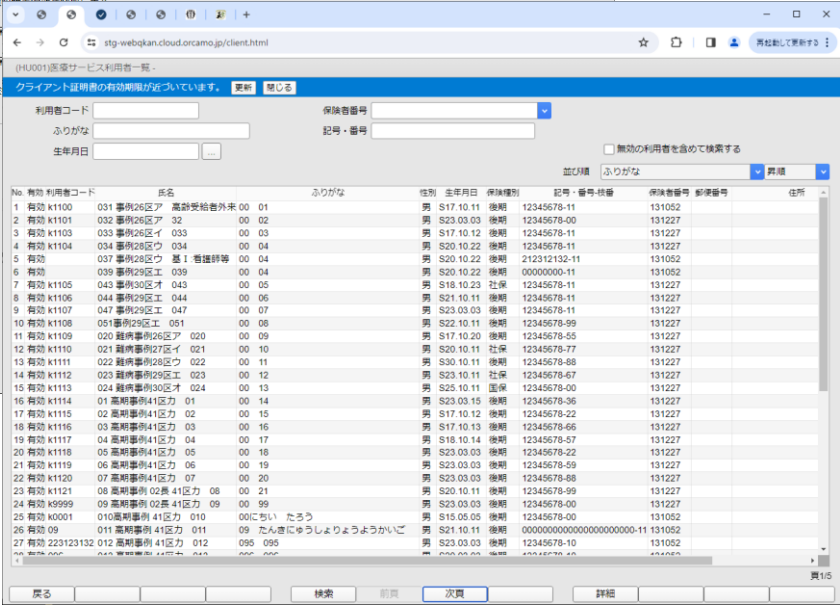 再起動して更新する
stg-webqkan.cloud.orcamo.jp/client.html
(HU001)医療サービス利用者一覧 -
クライアント証明書の有効期限が近づいています。 更新 閉じる
利用者コード 保険者番号
ふりがな 記号・番号
生年月日 ... 無効の利用者を含めて検索する
並び順 ふりがな 昇順
No. 有効 利用者コード 氏名 ふりがな 性別 生年月日 保険種別 記号・番号-枝番 保険者番号 郵便番号 住所
1 有効 k1100 031 事例26区ア 高齢受給者外来 00 01 男 S17.10.11 後期 12345678-11 131052
2 有効 k1101 032 事例26区ア 32 00 02 男 S23.03.03 後期 12345678-00 131227
3 有効 k1103 033 事例26区イ 033 00 03 男 S17.10.12 後期 12345678-11 131227
4 有効 k1104 034 事例28区ウ 034 00 04 男 S20.10.22 後期 12345678-11 131227
5 有効 037 事例28区ウ 基Ⅰ:看護師等 00 04 男 S20.10.22 後期 212312132-11 131052
6 有効 039 事例29区エ 039 00 04 男 S20.10.22 後期 00000000-11 131052
7 有効 k1105 043 事例30区オ 043 00 05 男 S18.10.23 社保 12345678-11 131227
8 有効 k1106 044 事例29区エ 044 00 06 男 S21.10.11 後期 12345678-11 131227
9 有効 k1107 047 事例29区エ 047 00 07 男 S23.03.03 後期 12345678-11 131227
10 有効 k1108 051事例29区エ 051 00 08 男 S22.10.11 後期 12345678-99 131227
11 有効 k1109 020 難病事例26区ア 020 00 09 男 S17.10.20 後期 12345678-55 131227
12 有効 k1110 021 難病事例27区イ 021 00 10 男 S20.10.11 社保 12345678-77 131227
13 有効 k1111 022 難病事例28区ウ 022 00 11 男 S30.10.11 後期 12345678-88 131227
14 有効 k1112 023 難病事例29区エ 023 00 12 男 S23.10.11 社保 12345678-67 131227
15 有効 k1113 024 難病事例30区オ 024 00 13 男 S25.10.11 国保 12345678-00 131227
16 有効 k1114 01 高期事例41区カ 01 00 14 男 S23.03.15 後期 12345678-36 131227
17 有効 k1115 02 高期事例41区カ 02 00 15 男 S17.10.12 後期 12345678-22 131227
18 有効 k1116 03 高期事例41区カ 03 00 16 男 S17.10.13 後期 12345678-66 131227
19 有効 k1117 04 高期事例41区カ 04 00 17 男 S18.10.14 後期 12345678-57 131227
20 有効 k1118 05 高期事例41区カ 05 00 18 男 S23.03.03 後期 12345678-22 131227
21 有効 k1119 06 高期事例41区カ 06 00 19 男 S23.03.03 後期 12345678-59 131227
22 有効 k1120 07 高期事例41区カ 07 00 20 男 S23.03.03 後期 12345678-88 131227
23 有効 k1121 08 高期事例 02長 41区カ 08 00 21 男 S20.10.11 後期 12345678-99 131227
24 有効 k9999 09 高期事例 02長 41区カ 09 00 99 男 S23.03.03 後期 12345678-00 131227
25 有効 k0001 010高期事例 41区カ 010 00にちい たろう 男 S15.05.05 後期 12345678-00 131052
26 有効 09 011 高期事例 41区カ 011 09 たんきにゅうしょりょうようかいご 男 S21.10.11 後期 00000000000000000000-11 131052
27 有効 223123132 012 高期事例 41区カ 012 095 095 男 S23.03.03 後期 12345678-10 131227
頁1/5
戻る 検索 前頁 次頁 詳細